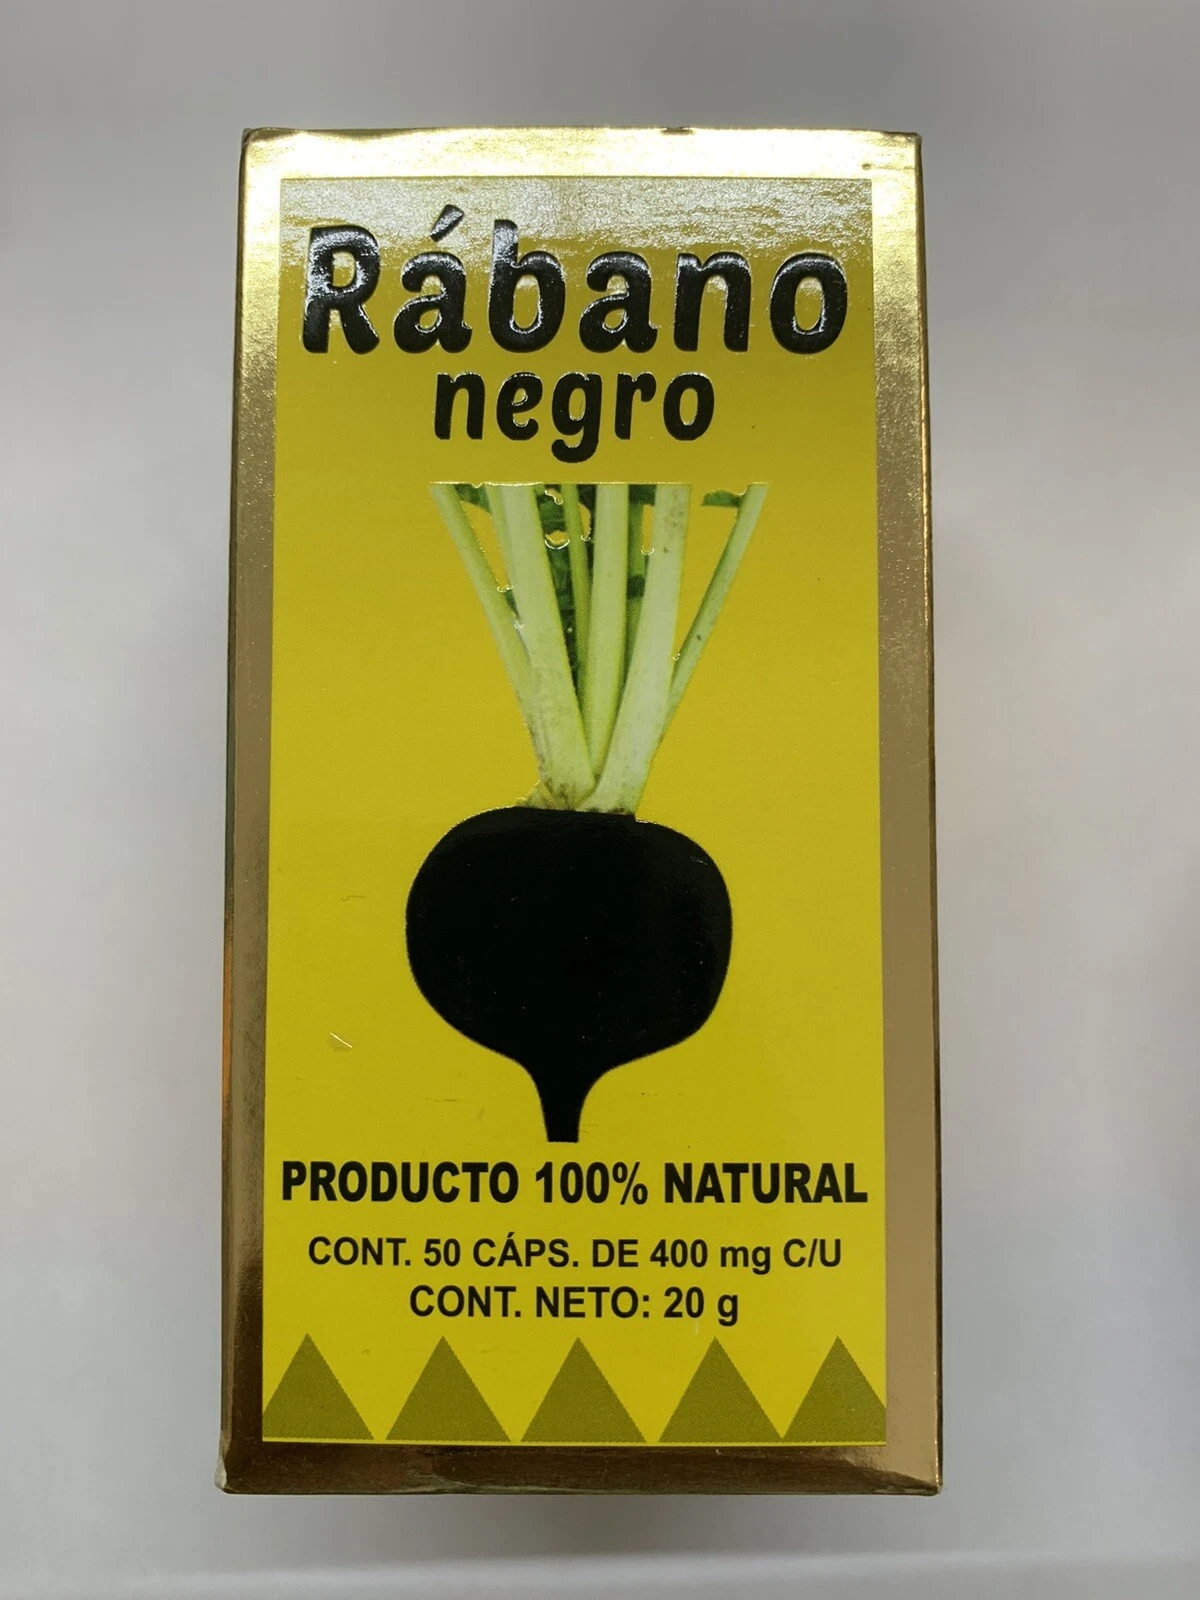 Rábano
negro
PRODUCTO 100% NATURAL
CONT. 50 CÁPS. DE 400 mg C/U
CONT. NETO: 20 g